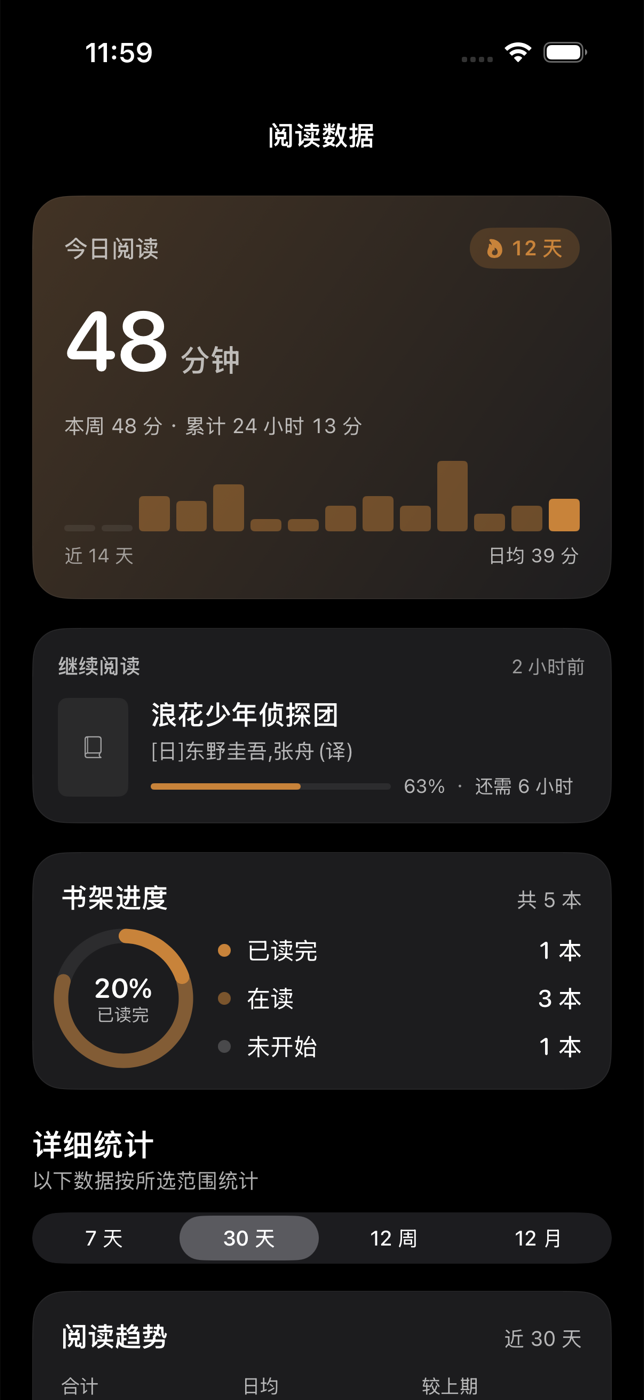 11:59
阅读数据
今日阅读
12 天
48 分钟
本周 48 分 · 累计 24 小时 13 分
近 14 天
日均 39 分
继续阅读
2 小时前
浪花少年侦探团
[日]东野圭吾,张舟 (译)
63% · 还需 6 小时
书架进度
共 5 本
20%
已读完
已读完
1 本
在读
3 本
未开始
1 本
详细统计
以下数据按所选范围统计
7 天
30 天
12 周
12 月
阅读趋势
近 30 天
合计
日均
较上期